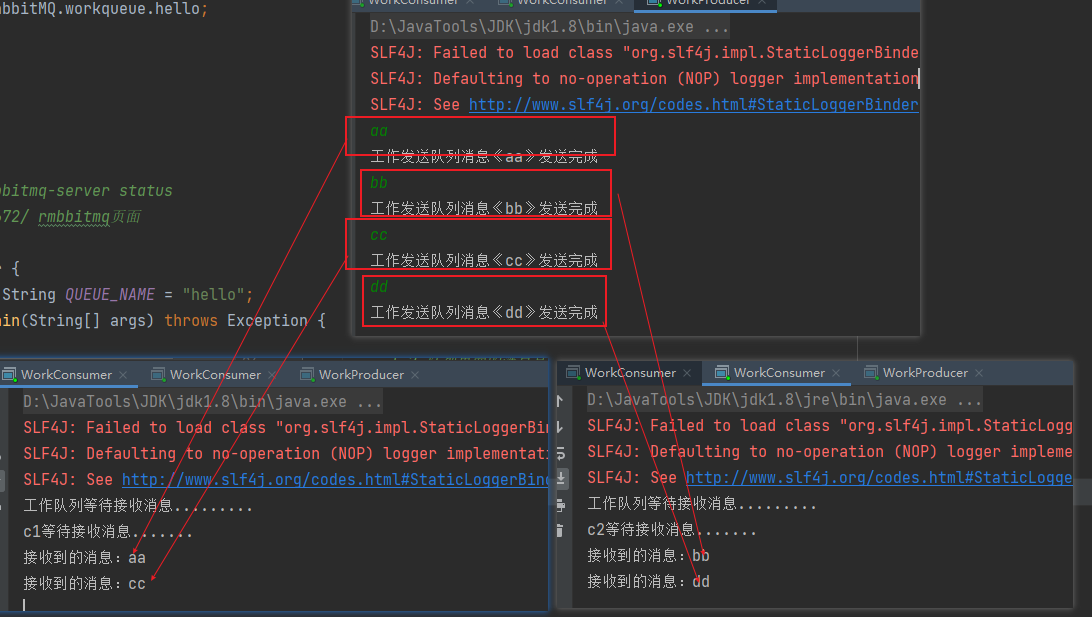 bbitMQ.workqueue.hello;
WorkConsumer × WorkConsumer × WorkProducer ×
D:\JavaTools\JDK\jdk1.8\bin\java.exe ...
SLF4J: Failed to load class "org.slf4j.impl.StaticLoggerBinde
SLF4J: Defaulting to no-operation (NOP) logger implementation
SLF4J: See http://www.slf4j.org/codes.html#StaticLoggerBinder
aa
工作发送队列消息《aa》发送完成
bb
工作发送队列消息《bb》发送完成
cc
工作发送队列消息《cc》发送完成
dd
工作发送队列消息《dd》发送完成
bitmq-server status
672/ rmbbitmq页面
{
String QUEUE_NAME = "hello";
in(String[] args) throws Exception {
WorkConsumer × WorkConsumer × WorkProducer ×
D:\JavaTools\JDK\jdk1.8\bin\java.exe ...
SLF4J: Failed to load class "org.slf4j.impl.StaticLoggerBin
SLF4J: Defaulting to no-operation (NOP) logger implementati
SLF4J: See http://www.slf4j.org/codes.html#StaticLoggerBind
工作队列等待接收消息.........
c1等待接收消息.......
接收到的消息：aa
接收到的消息：cc
WorkConsumer × WorkConsumer × WorkProducer ×
D:\JavaTools\JDK\jdk1.8\jre\bin\java.exe ...
SLF4J: Failed to load class "org.slf4j.impl.StaticLogg
SLF4J: Defaulting to no-operation (NOP) logger impleme
SLF4J: See http://www.slf4j.org/codes.html#StaticLogge
工作队列等待接收消息.........
c2等待接收消息.......
接收到的消息：bb
接收到的消息：dd